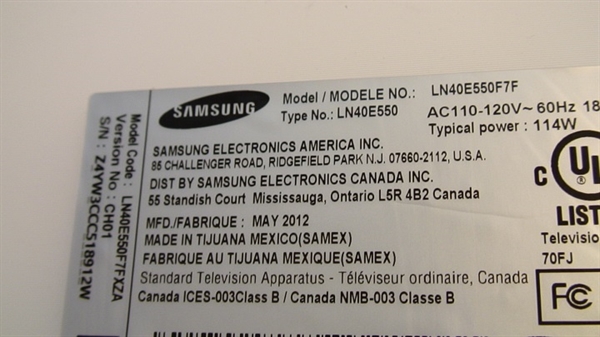 SAMSUNG
Model / MODELE NO.: LN40E550F7F
Type No.: LN40E550
AC110-120V~ 60Hz 18
Typical power : 114W
SAMSUNG ELECTRONICS AMERICA INC.
85 CHALLENGER ROAD, RIDGEFIELD PARK N.J. 07660-2112, U.S.A.
DIST BY SAMSUNG ELECTRONICS CANADA INC.
55 Standish Court Mississauga, Ontario L5R 4B2 Canada
MFD./FABRIQUE : MAY 2012
MADE IN TIJUANA MEXICO(SAMEX)
FABRIQUE AU TIJUANA MEXIQUE(SAMEX)
Standard Television Apparatus - Téléviseur ordinaire, Canada
Canada ICES-003Class B / Canada NMB-003 Classe B
C UL
LIST
Televisio
70FJ
FC
Model Code : LN40E550F7FXZA
Version No : CH01
S/N : Z4YW3CCC518912W